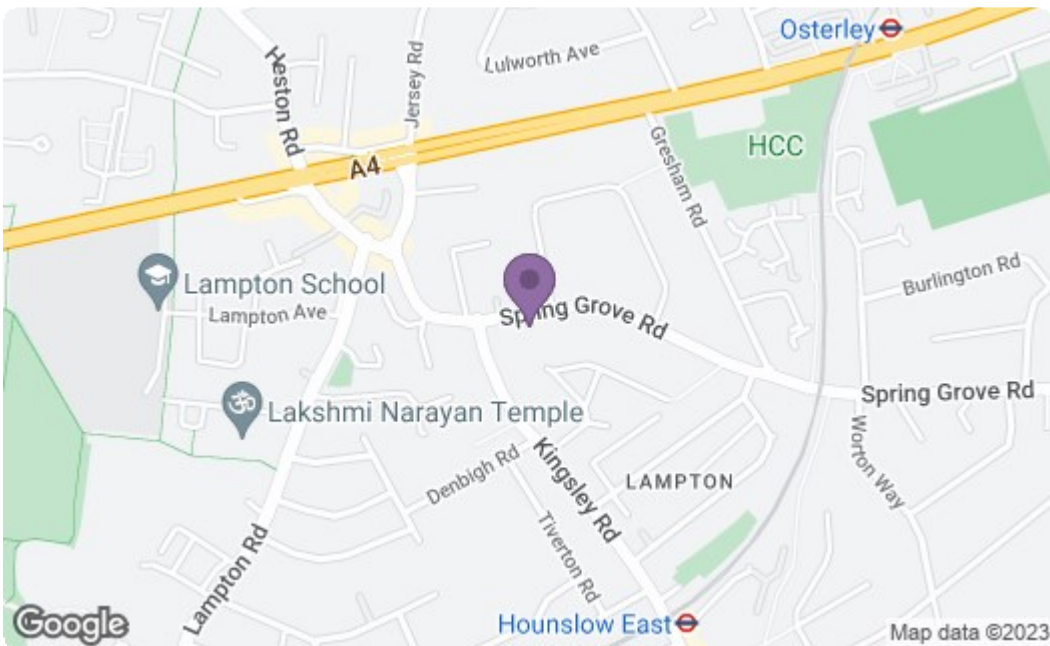 Osterley
Lulworth Ave
Jersey Rd
Heston Rd
A4
HCC
Gresham Rd
Lampton School
Lampton Ave
Burlington Rd
Spring Grove Rd
Spring Grove Rd
Lakshmi Narayan Temple
Worton Way
Denbigh Rd
Kingsley Rd
LAMPTON
Tiverton Rd
Lampton Rd
Hounslow East
Google
Map data ©2023